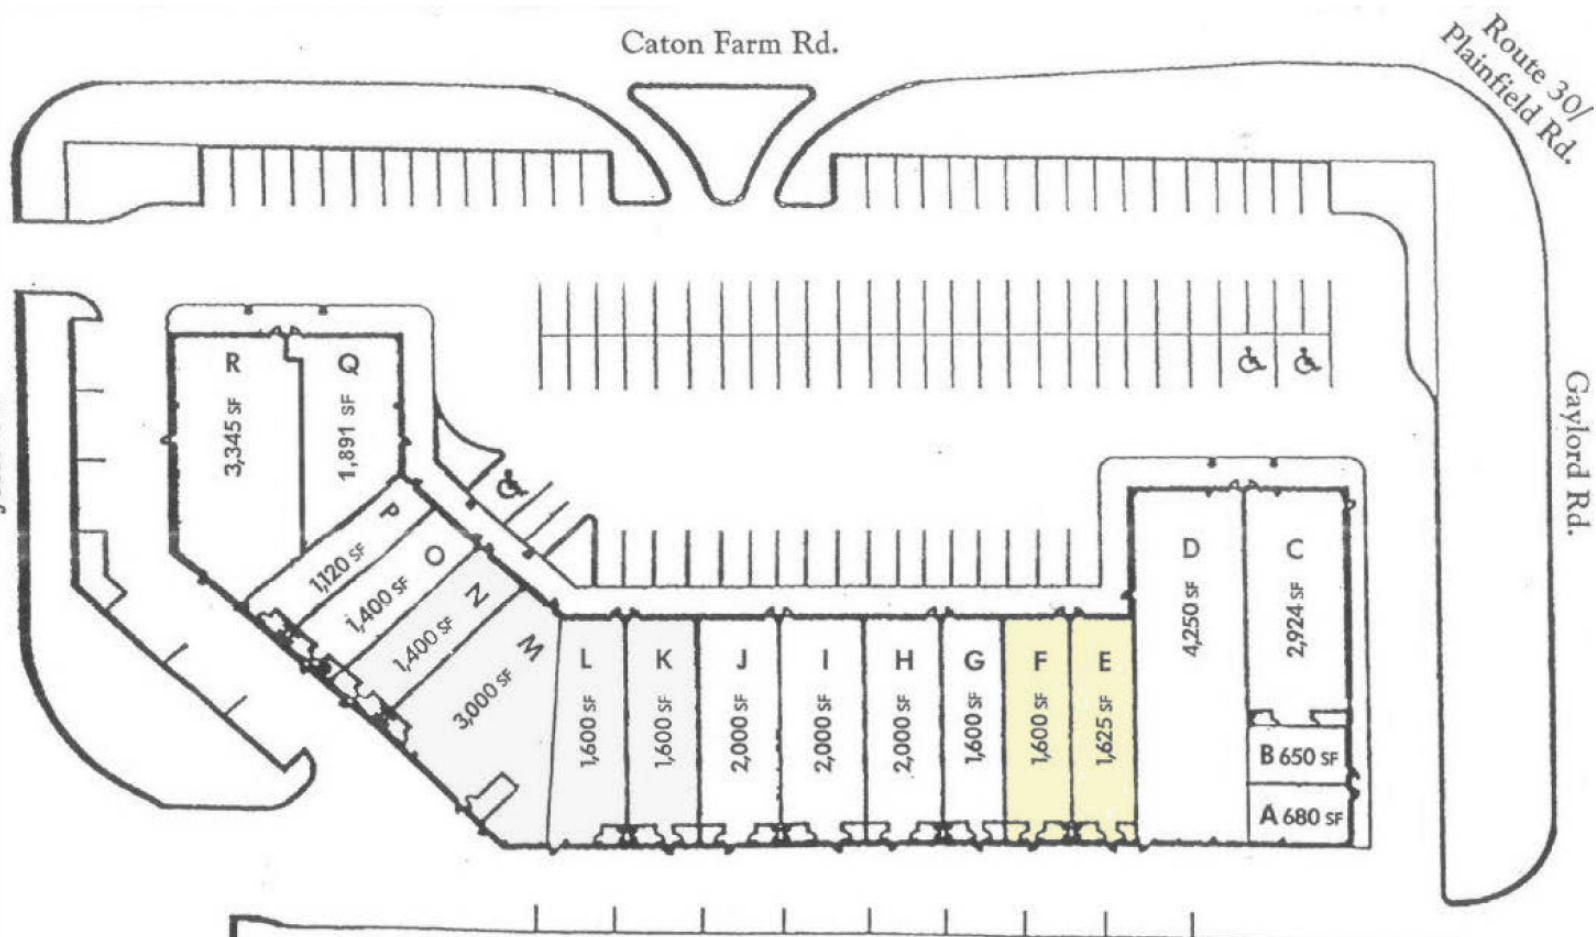 Caton Farm Rd.
Route 30/
Plainfield Rd.
Gaylord Rd.
R
3,345 SF
Q
1,891 SF
P
1,120 SF
O
1,400 SF
N
1,400 SF
M
3,000 SF
L
1,600 SF
K
1,600 SF
J
2,000 SF
I
2,000 SF
H
2,000 SF
G
1,600 SF
F
1,600 SF
E
1,625 SF
D
4,250 SF
C
2,924 SF
B 650 SF
A 680 SF